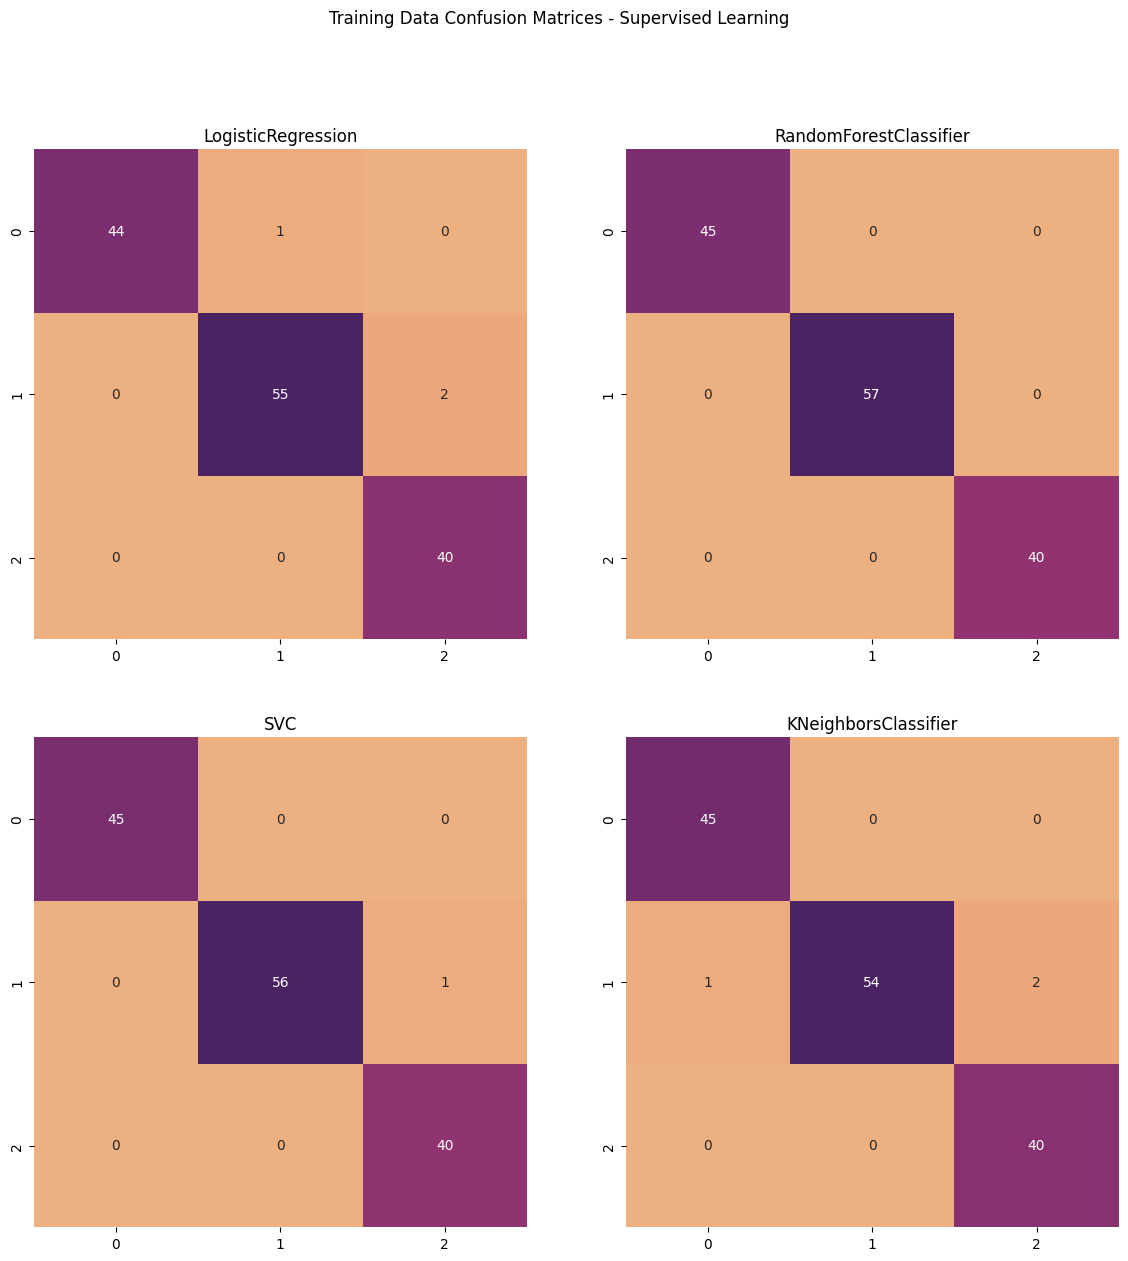 Training Data Confusion Matrices - Supervised Learning
LogisticRegression
0 44 1 0
1 0 55 2
2 0 0 40
0 1 2
RandomForestClassifier
0 45 0 0
1 0 57 0
2 0 0 40
0 1 2
SVC
0 45 0 0
1 0 56 1
2 0 0 40
0 1 2
KNeighborsClassifier
0 45 0 0
1 1 54 2
2 0 0 40
0 1 2